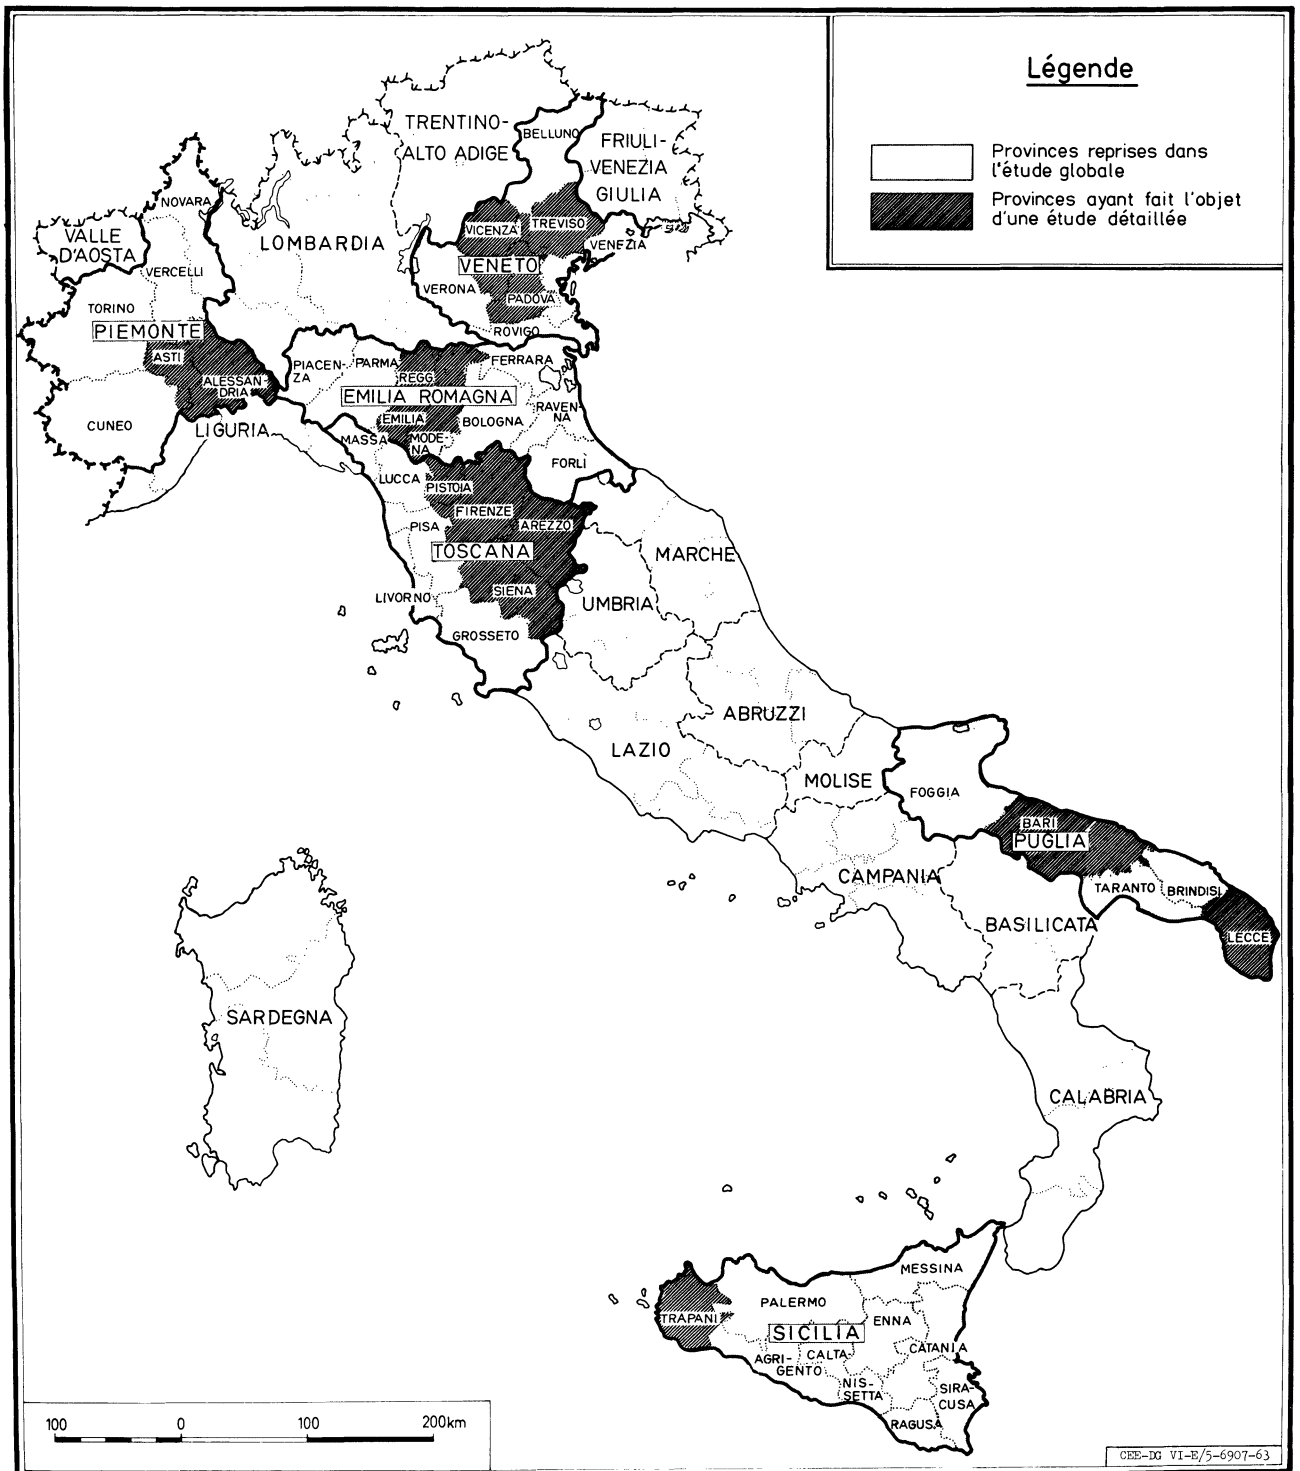 Légende
Provinces reprises dans
l'étude globale
Provinces ayant fait l'objet
d'une étude détaillée
TRENTINO-
ALTO ADIGE
BELLUNO
FRIULI-
VENEZIA
GIULIA
NOVARA
VALLE
D'AOSTA
LOMBARDIA
VICENZA
TREVISO
VENEZIA
VENETO
VERCELLI
VERONA
PADOVA
TORINO
PIEMONTE
ROVIGO
ASTI
PIACEN-
ZA
PARMA
FERRARA
REGG
ALESSAN-
DRIA
EMILIA ROMAGNA
RAVEN-
NA
EMILIA
BOLOGNA
CUNEO
LIGURIA
MASSA
MODE-
NA
FORLÌ
LUCCA
PISTOIA
FIRENZE
PISA
AREZZO
TOSCANA
MARCHE
LIVORNO
SIENA
UMBRIA
GROSSETO
ABRUZZI
LAZIO
MOLISE
FOGGIA
BARI
PUGLIA
CAMPANIA
TARANTO
BRINDISI
BASILICATA
LECCE
SARDEGNA
CALABRIA
MESSINA
PALERMO
TRAPANI
ENNA
SICILIA
CATANIA
AGRI-
GENTO
CALTA-
NIS-
SETTA
SIRA-
CUSA
RAGUSA
100 0 100 200km
CEE-DG VI-E/5-6907-63